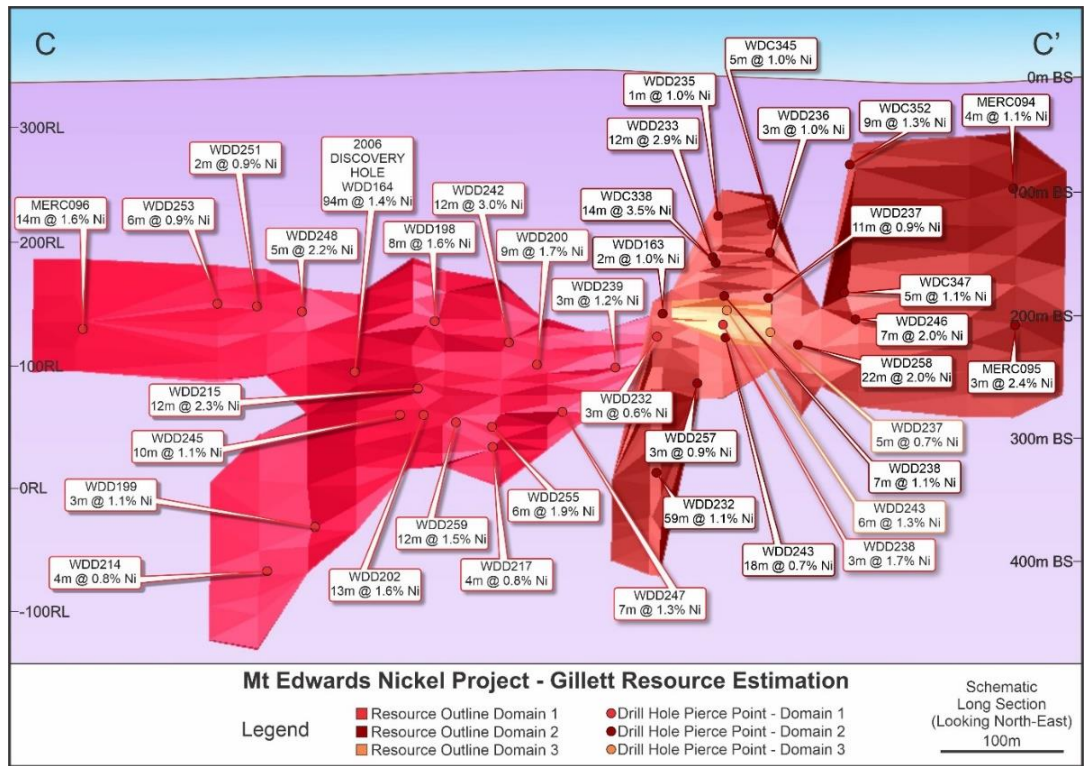 C
C'
WDC345
5m @ 1.0% Ni
0m BS
WDD235
1m @ 1.0% Ni
WDD236
3m @ 1.0% Ni
WDC352
9m @ 1.3% Ni
MERC094
4m @ 1.1% Ni
300RL
WDD233
12m @ 2.9% Ni
2006
DISCOVERY
HOLE
WDD164
94m @ 1.4% Ni
WDD251
2m @ 0.9% Ni
WDD242
12m @ 3.0% Ni
WDC338
14m @ 3.5% Ni
100m BS
MERC096
14m @ 1.6% Ni
WDD253
6m @ 0.9% Ni
WDD248
5m @ 2.2% Ni
WDD198
8m @ 1.6% Ni
WDD200
9m @ 1.7% Ni
WDD163
2m @ 1.0% Ni
WDD237
11m @ 0.9% Ni
200RL
WDD239
3m @ 1.2% Ni
WDC347
5m @ 1.1% Ni
200m BS
WDD246
7m @ 2.0% Ni
100RL
WDD258
22m @ 2.0% Ni
MERC095
3m @ 2.4% Ni
WDD215
12m @ 2.3% Ni
WDD232
3m @ 0.6% Ni
WDD245
10m @ 1.1% Ni
WDD257
3m @ 0.9% Ni
WDD237
5m @ 0.7% Ni
300m BS
WDD238
7m @ 1.1% Ni
0RL
WDD199
3m @ 1.1% Ni
WDD255
6m @ 1.9% Ni
WDD232
59m @ 1.1% Ni
WDD243
6m @ 1.3% Ni
WDD259
12m @ 1.5% Ni
WDD243
18m @ 0.7% Ni
WDD238
3m @ 1.7% Ni
400m BS
WDD214
4m @ 0.8% Ni
WDD202
13m @ 1.6% Ni
WDD217
4m @ 0.8% Ni
WDD247
7m @ 1.3% Ni
-100RL
Mt Edwards Nickel Project - Gillett Resource Estimation
Legend
Resource Outline Domain 1
Resource Outline Domain 2
Resource Outline Domain 3
Drill Hole Pierce Point - Domain 1
Drill Hole Pierce Point - Domain 2
Drill Hole Pierce Point - Domain 3
Schematic
Long Section
(Looking North-East)
100m